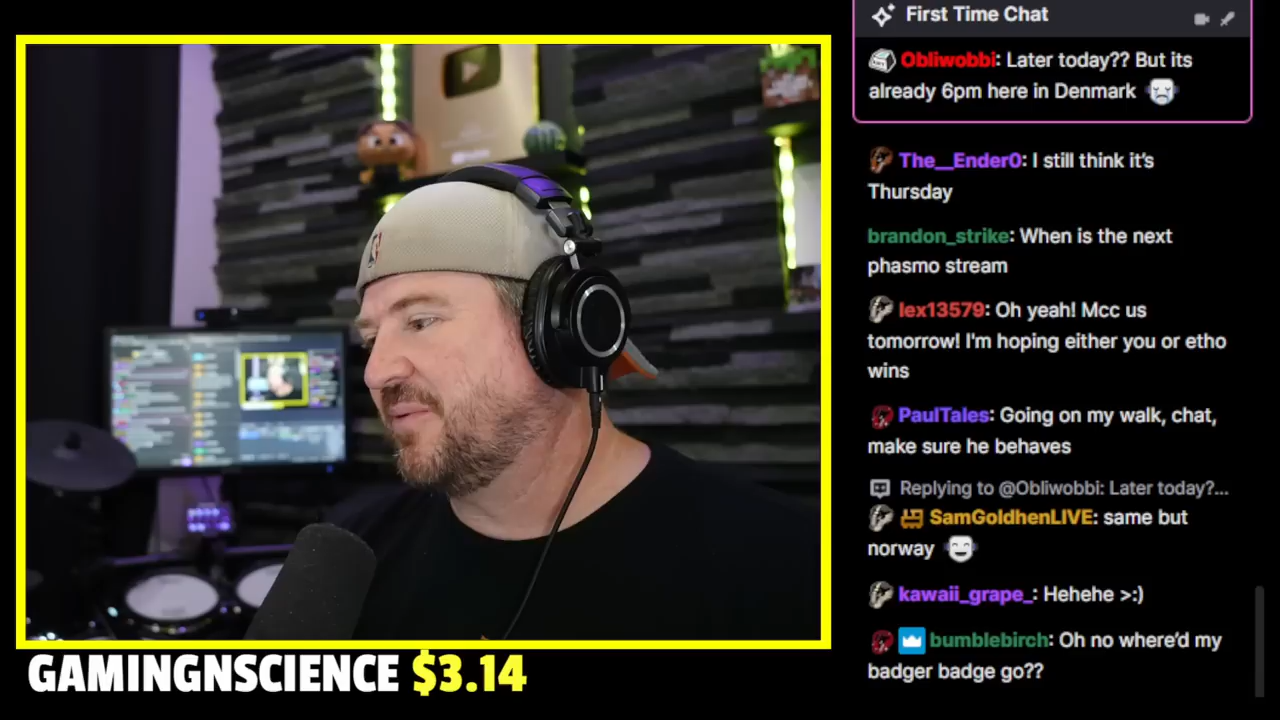 First Time Chat
Obliwobbi: Later today?? But its
already 6pm here in Denmark
The__Ender0: I still think it's
Thursday
brandon_strike: When is the next
phasmo stream
lex13579: Oh yeah! Mcc us
tomorrow! I'm hoping either you or etho
wins
PaulTales: Going on my walk, chat,
make sure he behaves
Replying to @Obliwobbi: Later today?...
SamGoldhenLIVE: same but
norway
kawaii_grape_: Hehehe >:)
bumblebirch: Oh no where'd my
badger badge go??
GAMINGNSCIENCE $3.14